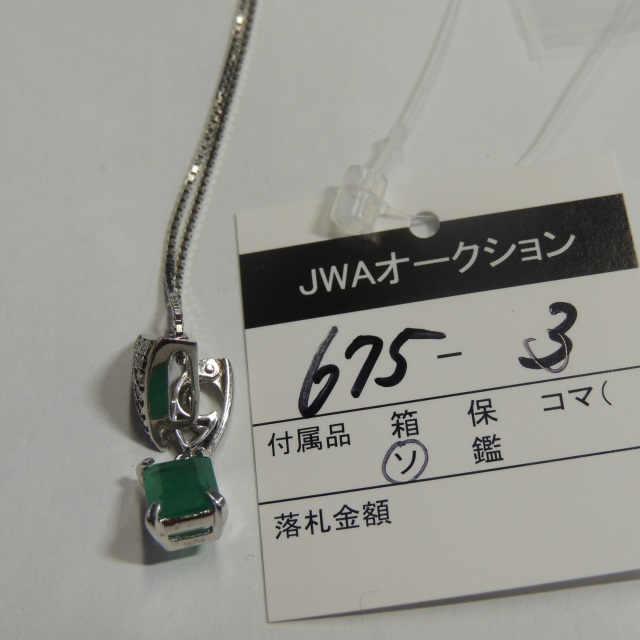 JWAオークション
675- 3
付属品 箱 保 コマ(
ソ 鑑
落札金額